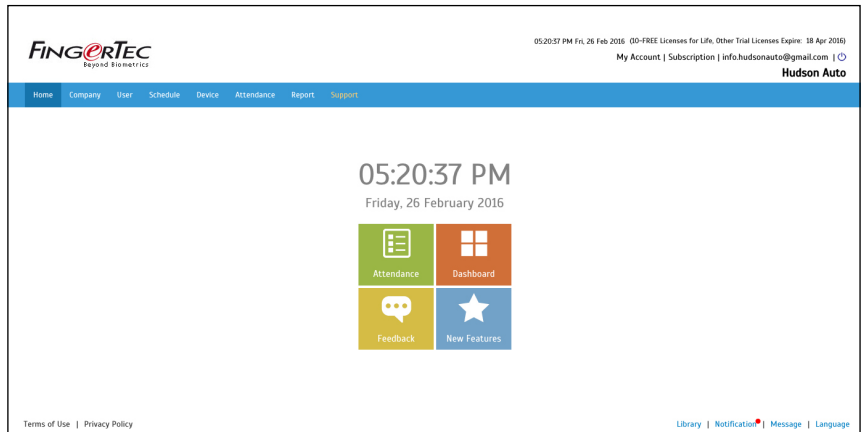 FINGERTEC
Beyond Biometrics
05:20:37 PM Fri, 26 Feb 2016 (10-FREE Licenses for Life, Other Trial Licenses Expire: 18 Apr 2016)
My Account | Subscription | info.hudsonauto@gmail.com |
Hudson Auto
Home Company User Schedule Device Attendance Report Support
05:20:37 PM
Friday, 26 February 2016
Attendance Dashboard
Feedback New Features
Terms of Use | Privacy Policy
Library | Notification | Message | Language